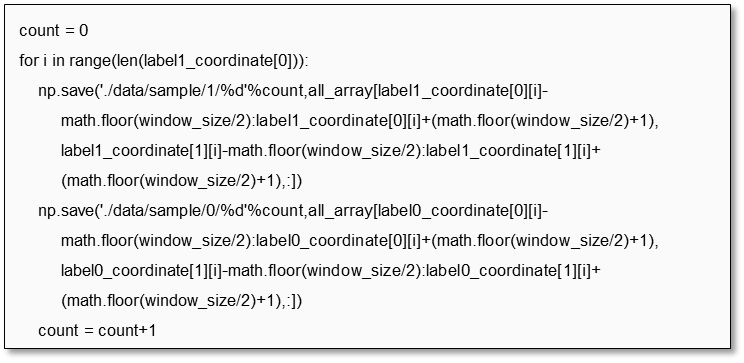 count = 0
for i in range(len(label1_coordinate[0])):
np.save('./data/sample/1/%d'%count,all_array[label1_coordinate[0][i]-
math.floor(window_size/2):label1_coordinate[0][i]+(math.floor(window_size/2)+1),
label1_coordinate[1][i]-math.floor(window_size/2):label1_coordinate[1][i]+
(math.floor(window_size/2)+1),:])
np.save('./data/sample/0/%d'%count,all_array[label0_coordinate[0][i]-
math.floor(window_size/2):label0_coordinate[0][i]+(math.floor(window_size/2)+1),
label0_coordinate[1][i]-math.floor(window_size/2):label0_coordinate[1][i]+
(math.floor(window_size/2)+1),:])
count = count+1